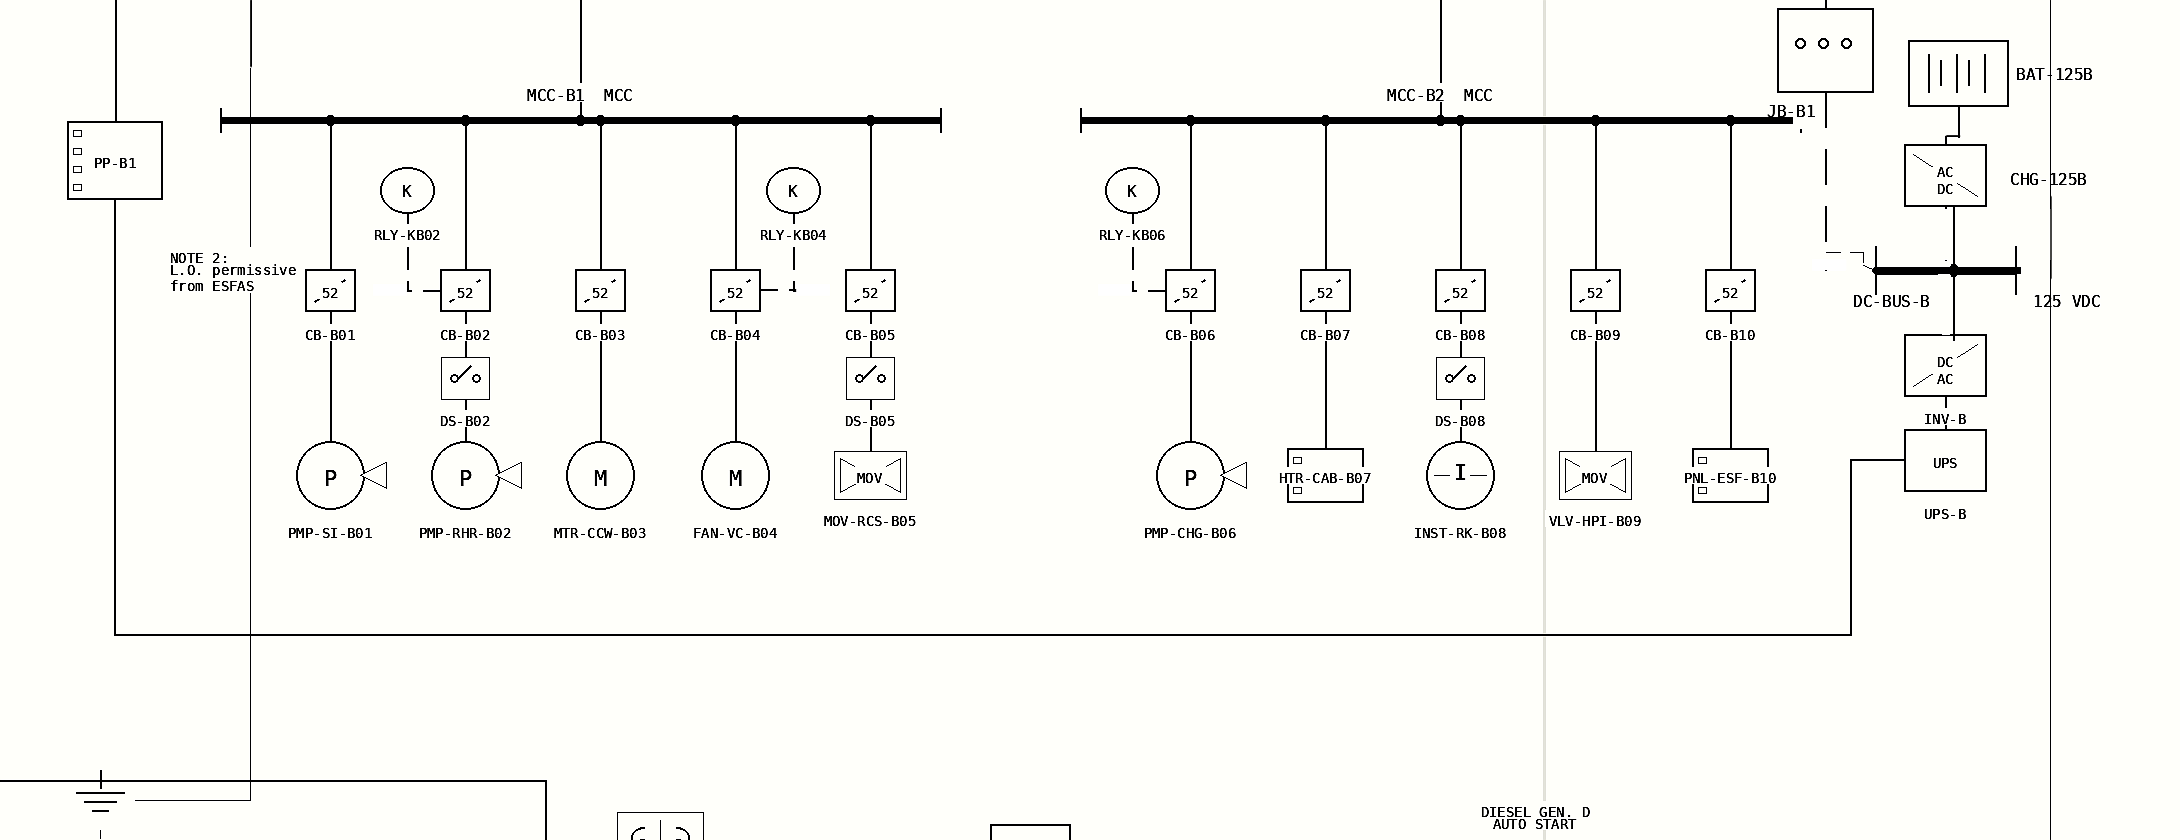 MCC-B1 MCC
MCC-B2 MCC
JB-B1
BAT-125B
PP-B1
AC
DC
CHG-125B
K
K
K
RLY-KB02
RLY-KB04
RLY-KB06
NOTE 2:
L.O. permissive
from ESFAS
52
52
52
52
52
52
52
52
52
52
DC-BUS-B
125 VDC
CB-B01
CB-B02
CB-B03
CB-B04
CB-B05
CB-B06
CB-B07
CB-B08
CB-B09
CB-B10
DC
AC
INV-B
DS-B02
DS-B05
DS-B08
UPS
UPS-B
P
P
M
M
MOV
P
HTR-CAB-B07
I
MOV
PNL-ESF-B10
PMP-SI-B01
PMP-RHR-B02
MTR-CCW-B03
FAN-VC-B04
MOV-RCS-B05
PMP-CHG-B06
INST-RK-B08
VLV-HPI-B09
DIESEL GEN. D
AUTO START